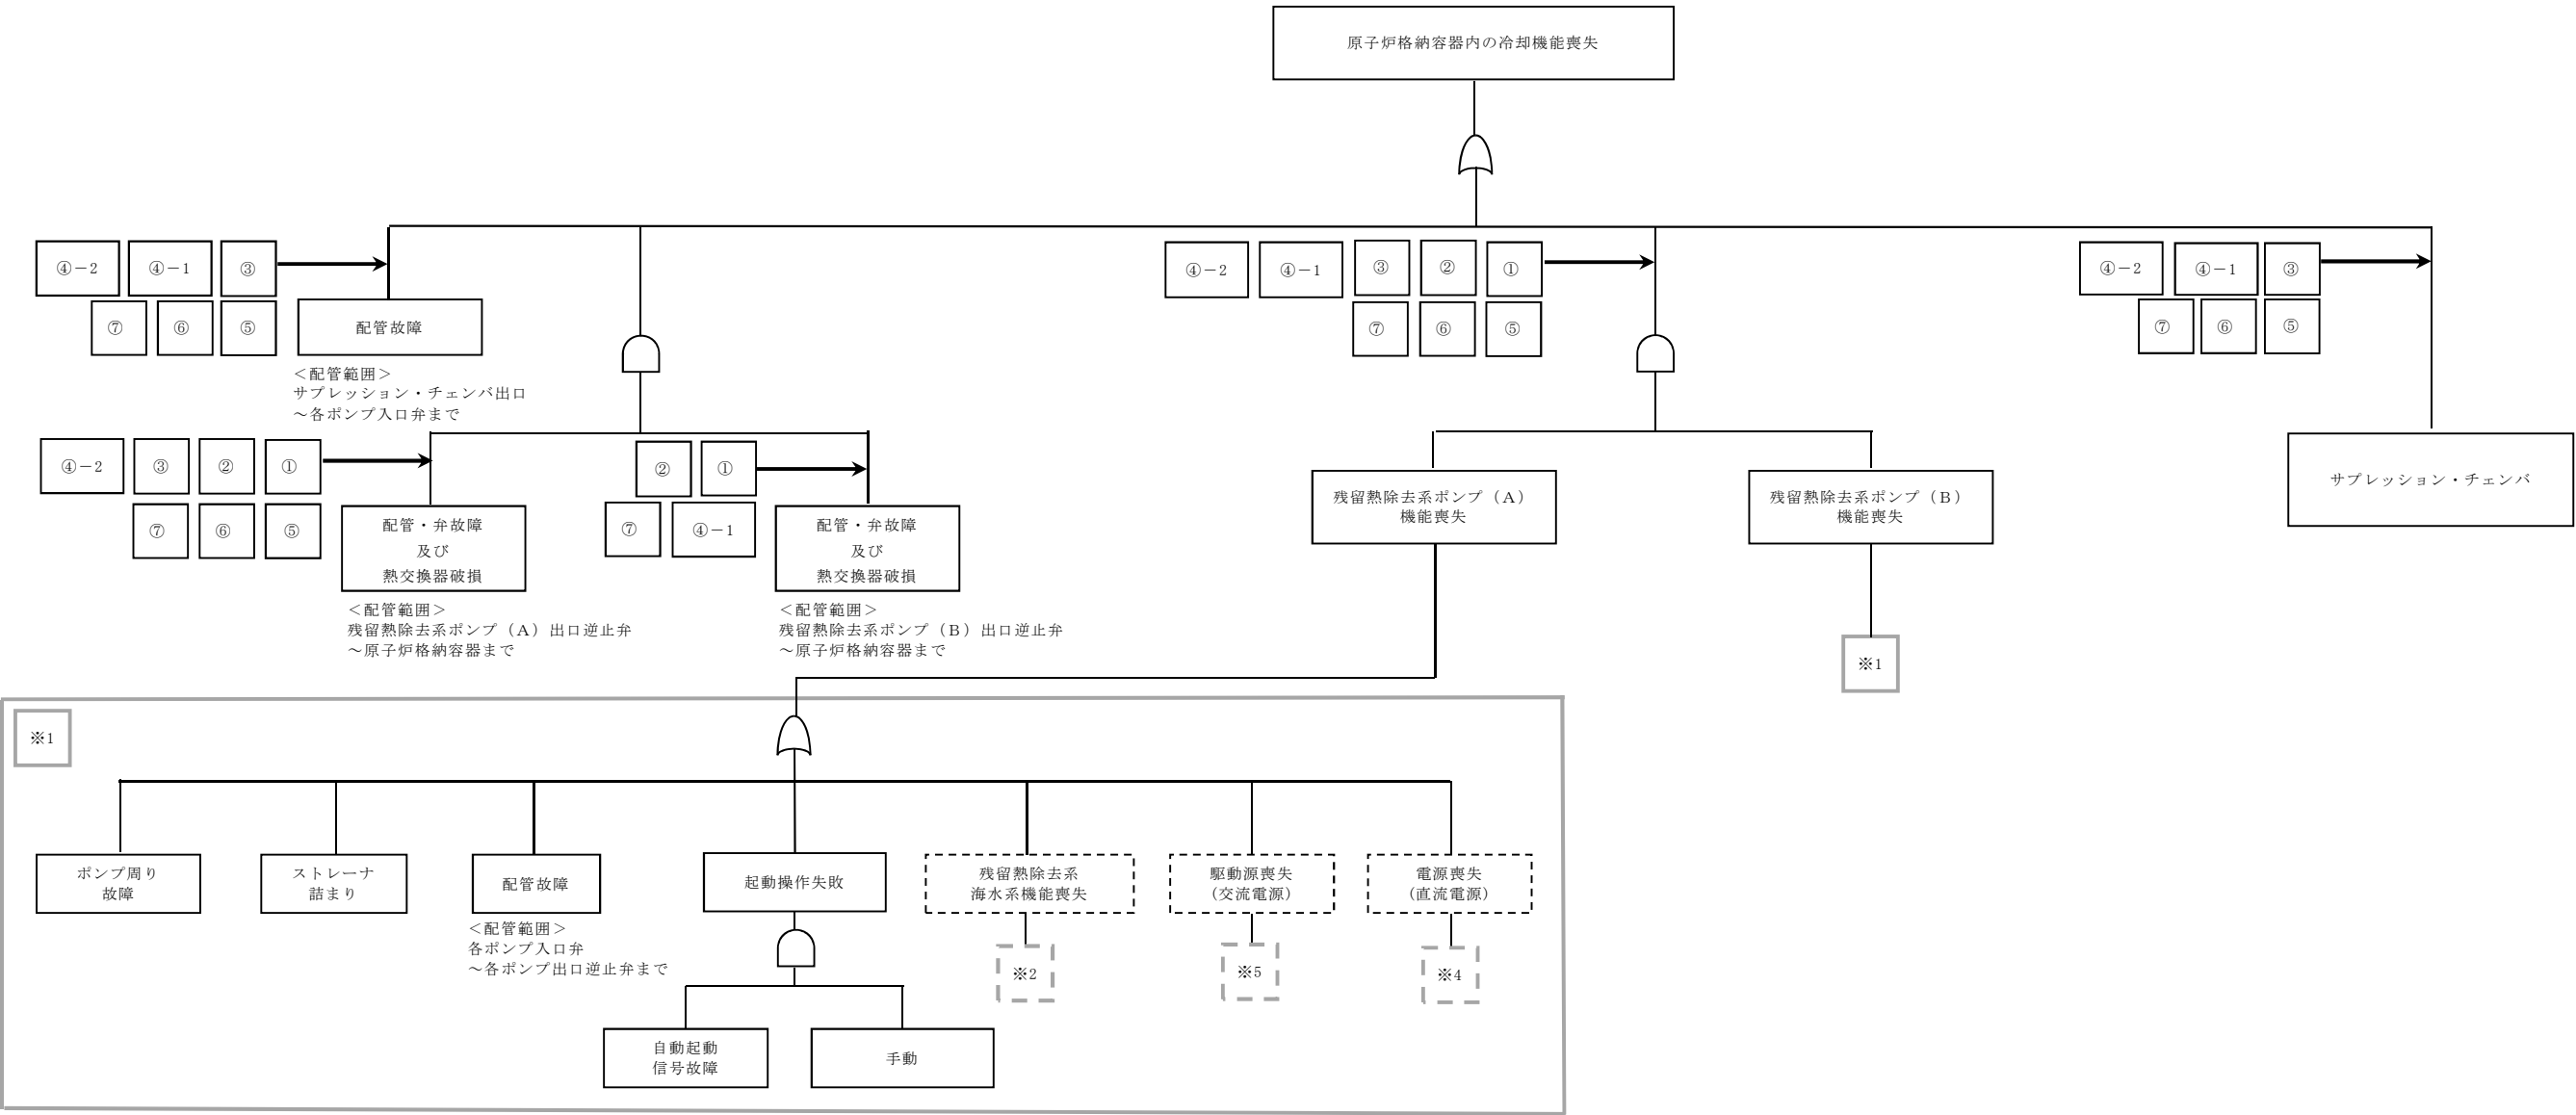 原子炉格納容器内の冷却機能喪失
④－2
④－1
③
⑦
⑥
⑤
配管故障
＜配管範囲＞
サプレッション・チェンバ出口
～各ポンプ入口弁まで
④－2
④－1
③
②
①
⑦
⑥
⑤
④－2
④－1
③
⑦
⑥
⑤
④－2
③
②
①
⑦
⑥
⑤
配管・弁故障
及び
熱交換器破損
＜配管範囲＞
残留熱除去系ポンプ（A）出口逆止弁
～原子炉格納容器まで
②
①
⑦
④－1
配管・弁故障
及び
熱交換器破損
＜配管範囲＞
残留熱除去系ポンプ（B）出口逆止弁
～原子炉格納容器まで
残留熱除去系ポンプ（A）
機能喪失
残留熱除去系ポンプ（B）
機能喪失
サプレッション・チェンバ
※1
※1
ポンプ周り
故障
ストレーナ
詰まり
配管故障
＜配管範囲＞
各ポンプ入口弁
～各ポンプ出口逆止弁まで
起動操作失敗
残留熱除去系
海水系機能喪失
駆動源喪失
（交流電源）
電源喪失
（直流電源）
※2
※5
※4
自動起動
信号故障
手動